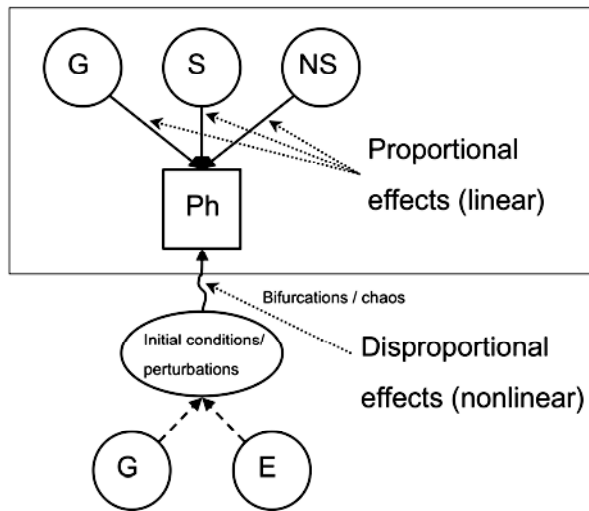 G
S
NS
Proportional
effects (linear)
Ph
Bifurcations / chaos
Initial conditions/
perturbations
Disproportional
effects (nonlinear)
G
E